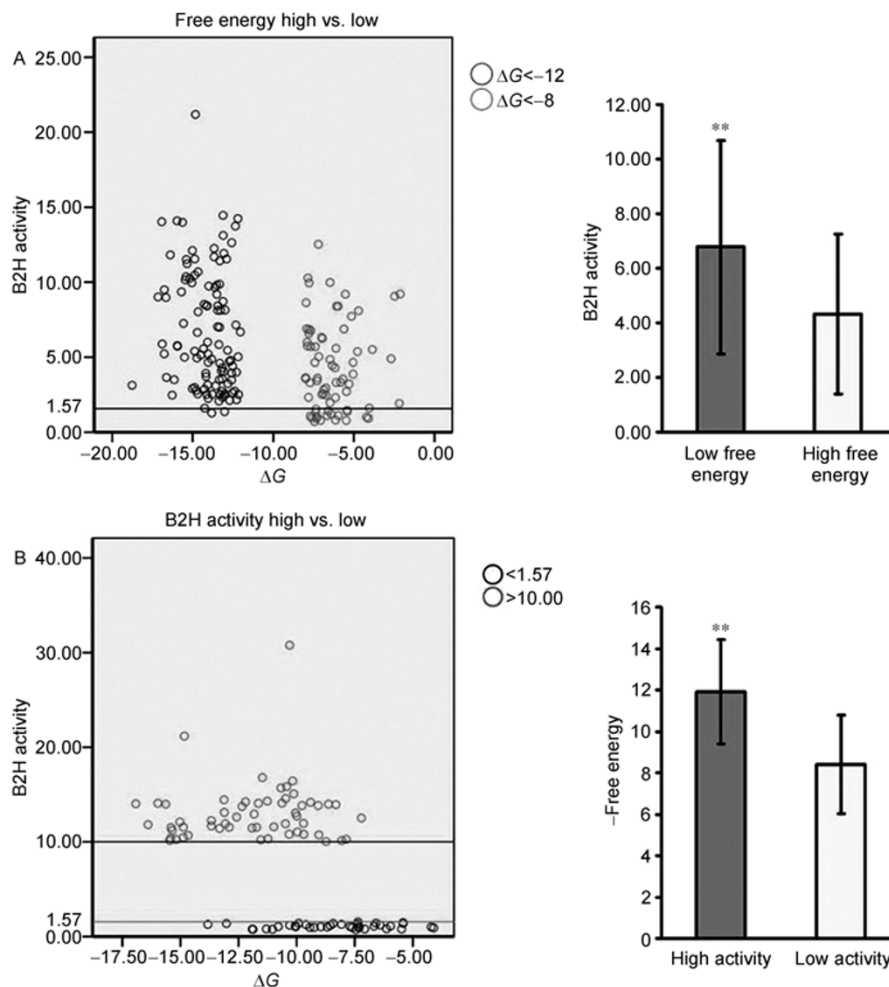 Free energy high vs. low
A
25.00
20.00
15.00
10.00
5.00
1.57
0.00
B2H activity
−20.00 −15.00 −10.00 −5.00 0.00
ΔG
ΔG<−12
ΔG<−8
12.00
10.00
8.00
6.00
4.00
2.00
0.00
B2H activity
**
Low free energy
High free energy
B2H activity high vs. low
B
40.00
30.00
20.00
10.00
1.57
0.00
B2H activity
−17.50 −15.00 −12.50 −10.00 −7.50 −5.00
ΔG
<1.57
>10.00
16
14
12
10
8
6
4
2
0
−Free energy
**
High activity Low activity